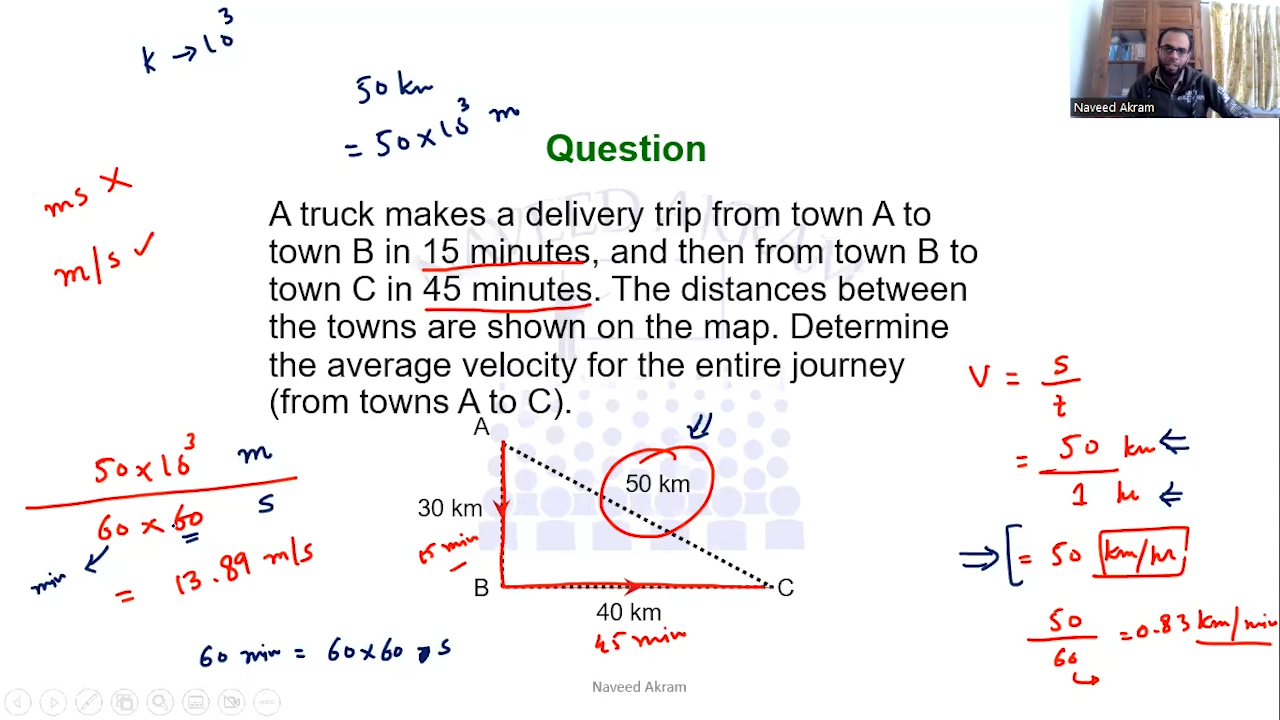 k → 10³
50 km
= 50 × 10³ m
Naveed Akram
Question
ms ×
m/s ✓
A truck makes a delivery trip from town A to
town B in 15 minutes, and then from town B to
town C in 45 minutes. The distances between
the towns are shown on the map. Determine
the average velocity for the entire journey
(from towns A to C).
V = s/t
= 50 km / 1 hr
= 50 km/hr
50/60 = 0.83 km/min
50 × 10³ m
60 × 60 s
min
= 13.89 m/s
60 min = 60 × 60 s
A
50 km
30 km
15 min
B
C
40 km
45 min
Naveed Akram